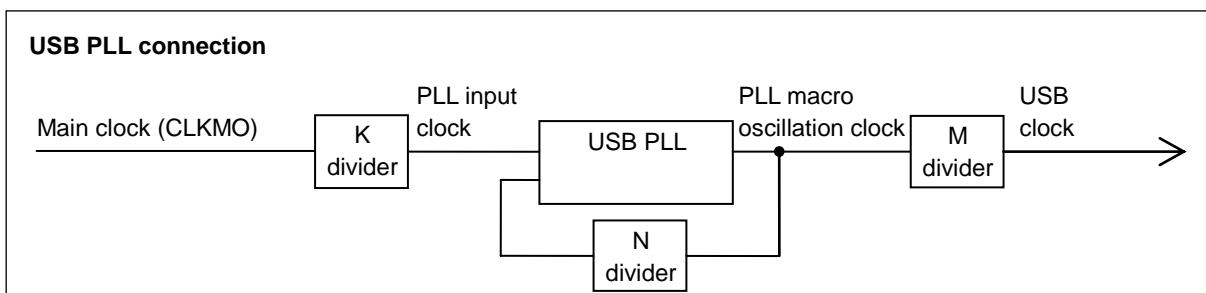 USB PLL connection
Main clock (CLKMO)
K
divider
PLL input
clock
USB PLL
N
divider
PLL macro
oscillation clock
M
divider
USB
clock